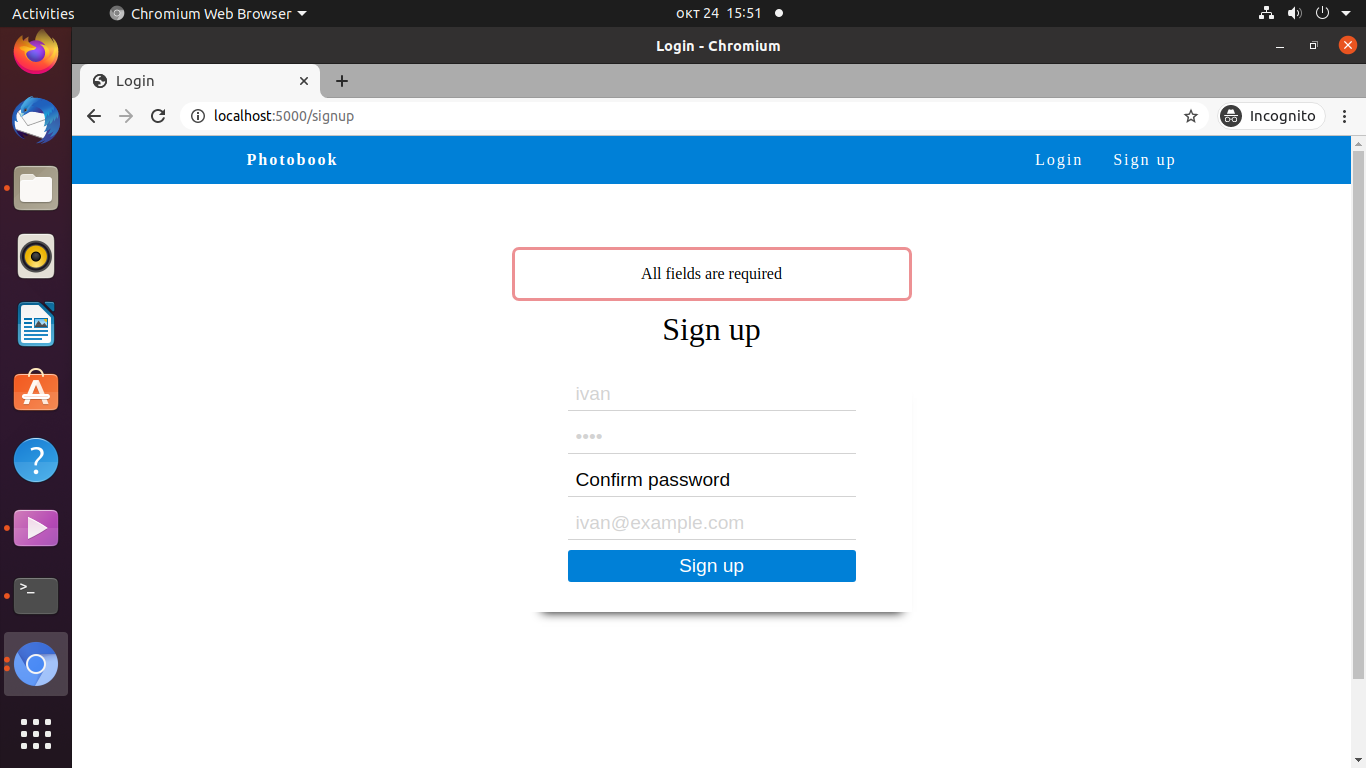 Activities
Chromium Web Browser
окт 24 15:51
Login - Chromium
Login
localhost:5000/signup
Incognito
Photobook
Login
Sign up
All fields are required
Sign up
ivan
••••
Confirm password
ivan@example.com
Sign up